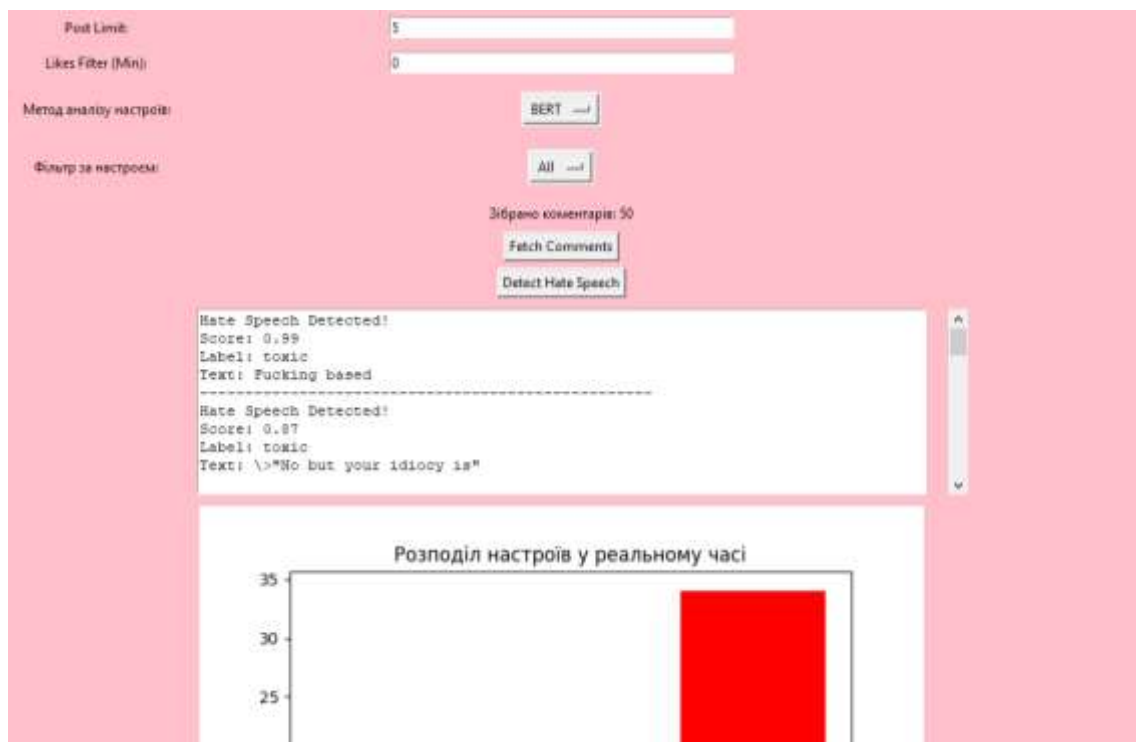 Post Limit:
5
Likes Filter (Min):
0
Метод аналізу настроїв:
BERT
Фільтр за настроєм:
All
Зібрано коментарів: 50
Fetch Comments
Detect Hate Speech
Hate Speech Detected!
Score: 0.99
Label: toxic
Text: Fucking based
--------------------------------------------------
Hate Speech Detected!
Score: 0.87
Label: toxic
Text: \>"No but your idiocy is"
Розподіл настроїв у реальному часі
35
30
25